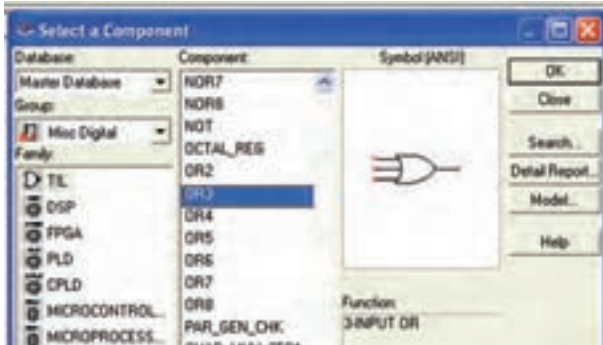 Select a Component
Database:
Master Database
Group:
Misc Digital
Family:
TIL
DSP
FPGA
PLD
CPLD
MICROCONTROL...
MICROPROCESS...
Component:
NOR7
NOR8
NOT
OCTAL_REG
OR2
OR3
OR4
OR5
OR6
OR7
OR8
PAR_GEN_CHK
Symbol (ANSI)
Function:
3-INPUT OR
OK
Close
Search...
Detail Report...
Model...
Help